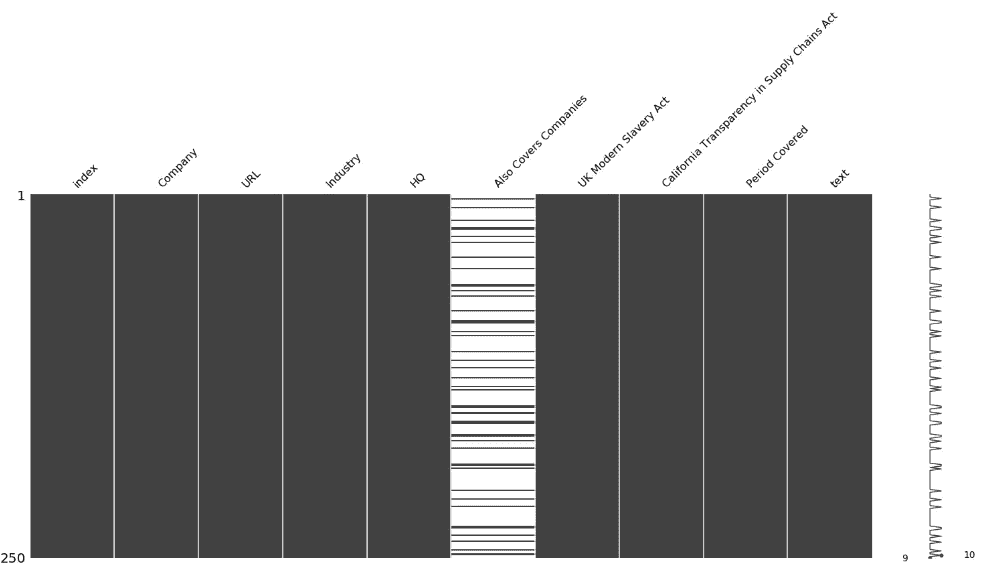 index
Company
URL
Industry
HQ
Also Covers Companies
UK Modern Slavery Act
California Transparency in Supply Chains Act
Period Covered
text
1
250
9
10